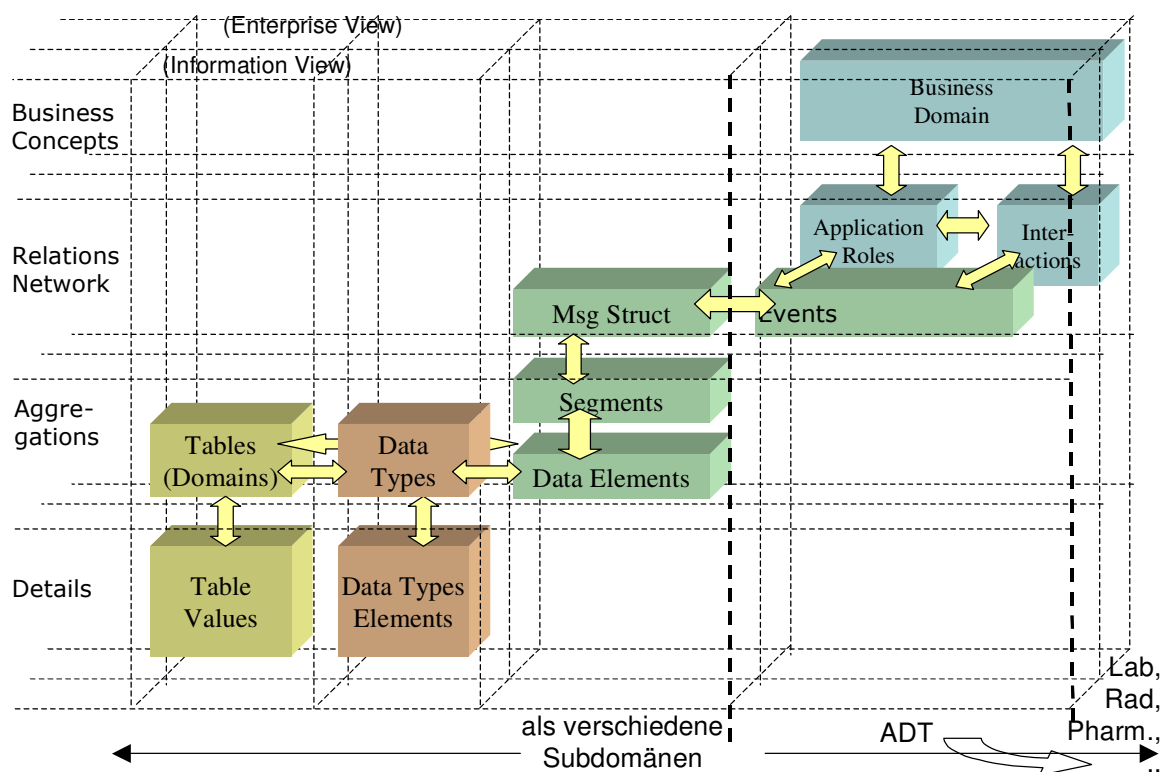 (Enterprise View)
(Information View)
Business
Concepts
Business
Domain
Relations
Network
Application
Roles
Inter-
actions
Msg Struct
Events
Aggre-
gations
Segments
Tables
(Domains)
Data
Types
Data Elements
Details
Table
Values
Data Types
Elements
als verschiedene
Subdomänen
ADT
Lab,
Rad,
Pharm.,